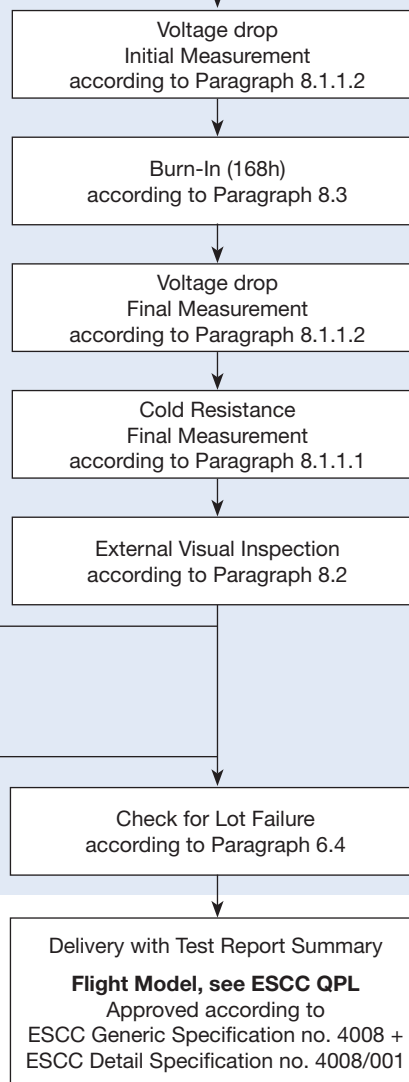 Voltage drop
Initial Measurement
according to Paragraph 8.1.1.2
Burn-In (168h)
according to Paragraph 8.3
Voltage drop
Final Measurement
according to Paragraph 8.1.1.2
Cold Resistance
Final Measurement
according to Paragraph 8.1.1.1
External Visual Inspection
according to Paragraph 8.2
Check for Lot Failure
according to Paragraph 6.4
Delivery with Test Report Summary
Flight Model, see ESCC QPL
Approved according to
ESCC Generic Specification no. 4008 +
ESCC Detail Specification no. 4008/001